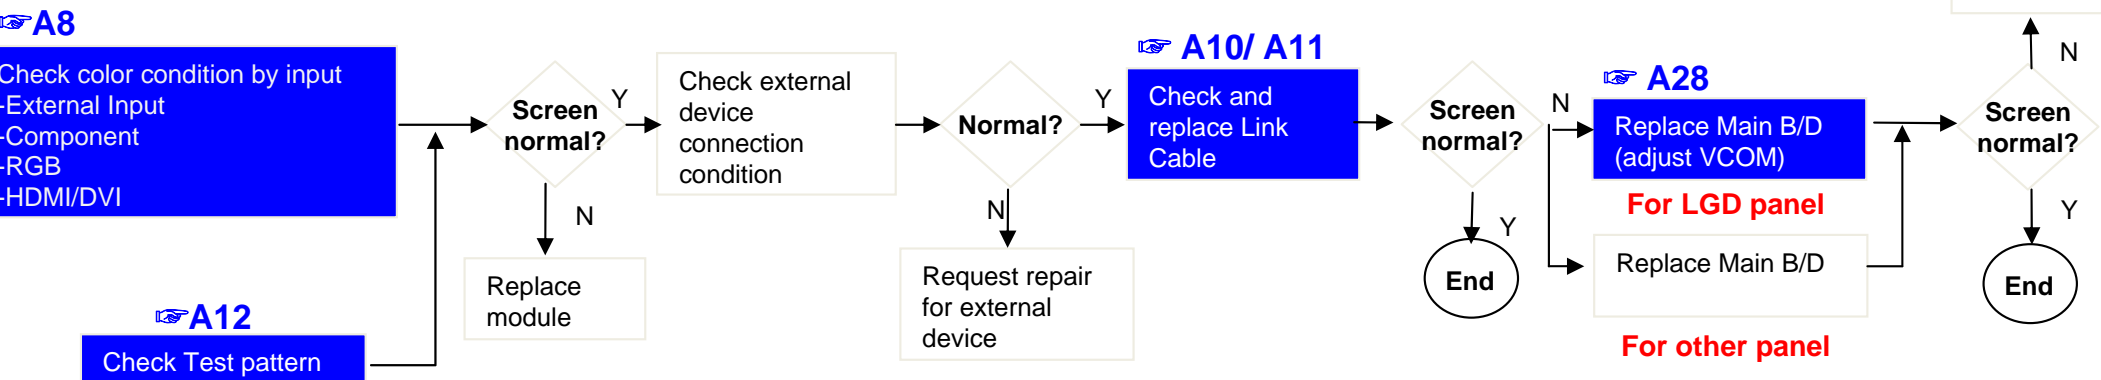 ☞A8
Check color condition by input
-External Input
-Component
-RGB
-HDMI/DVI
☞A12
Check Test pattern
Screen
normal?
Y
N
Replace
module
Check external
device
connection
condition
Normal?
Y
N
Request repair
for external
device
☞ A10/ A11
Check and
replace Link
Cable
Screen
normal?
N
Y
End
☞ A28
Replace Main B/D
(adjust VCOM)
For LGD panel
Replace Main B/D
For other panel
N
Screen
normal?
Y
End